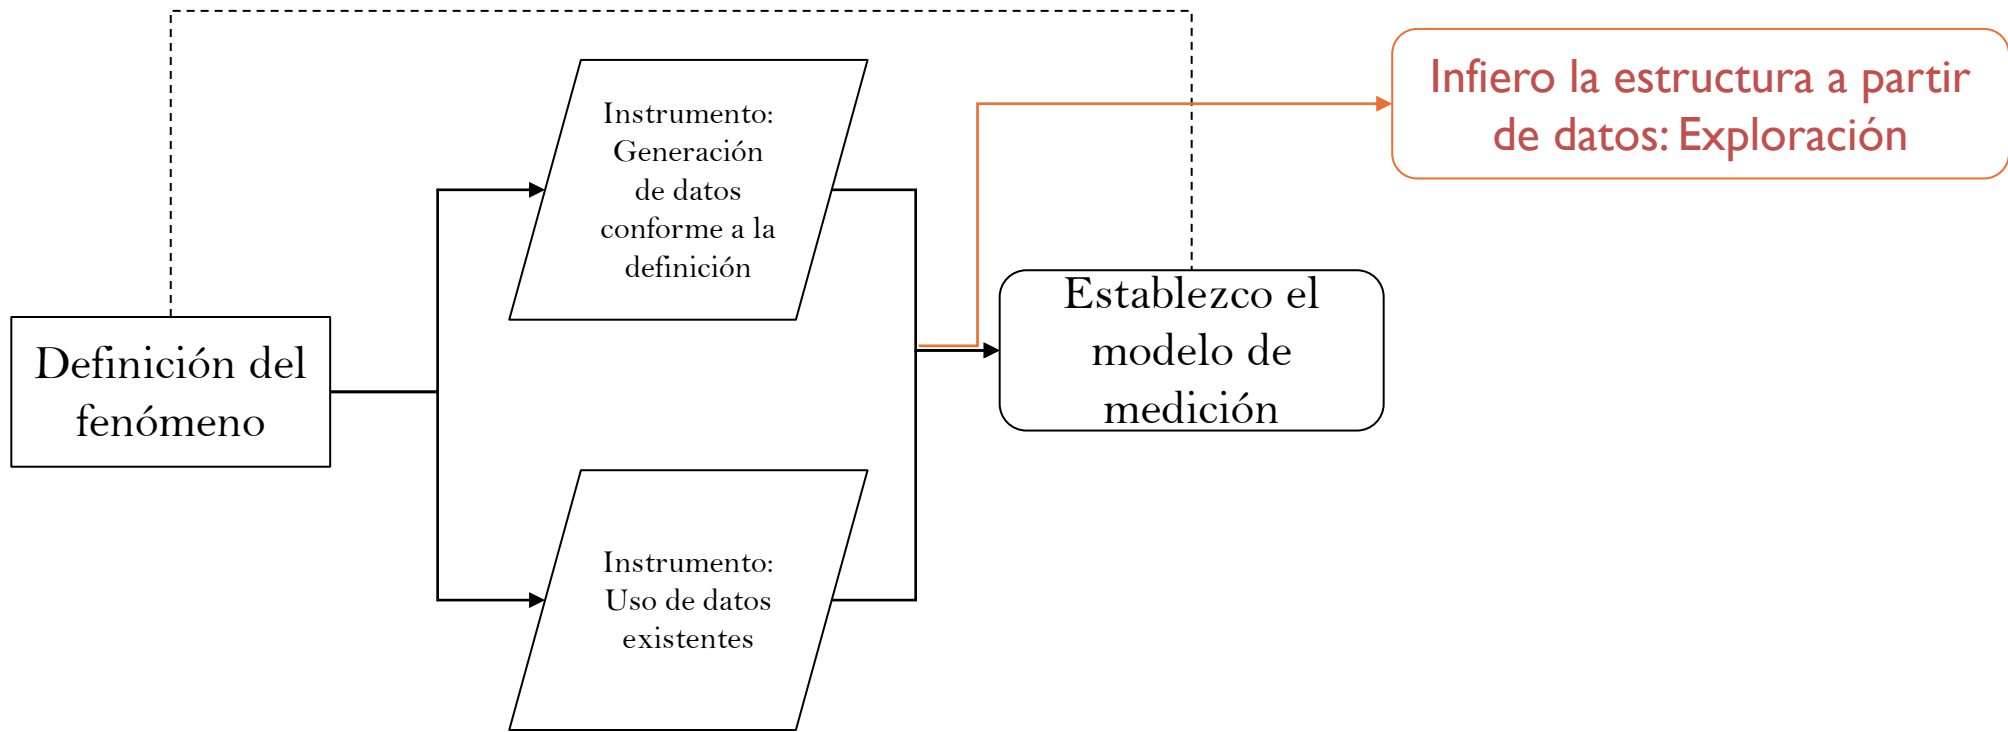 Definición del
fenómeno
Instrumento:
Generación
de datos
conforme a la
definición
Instrumento:
Uso de datos
existentes
Establezco el
modelo de
medición
Infiero la estructura a partir
de datos: Exploración